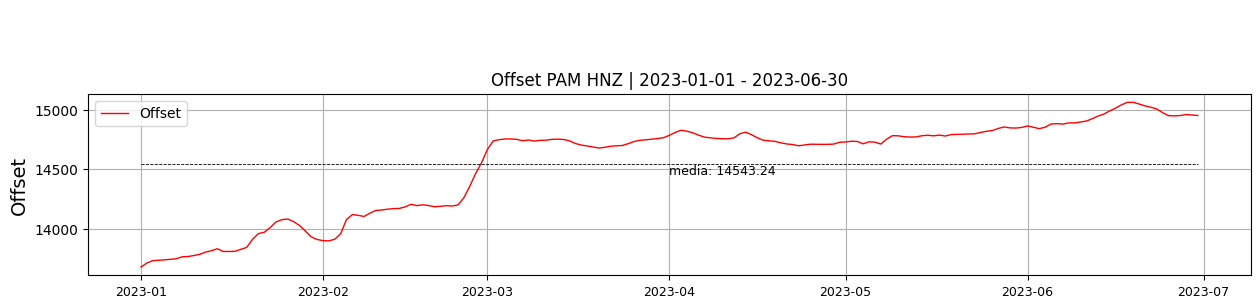 Offset PAM HNZ | 2023-01-01 - 2023-06-30
Offset
15000
14500
14000
Offset
media: 14543.24
2023-01 2023-02 2023-03 2023-04 2023-05 2023-06 2023-07